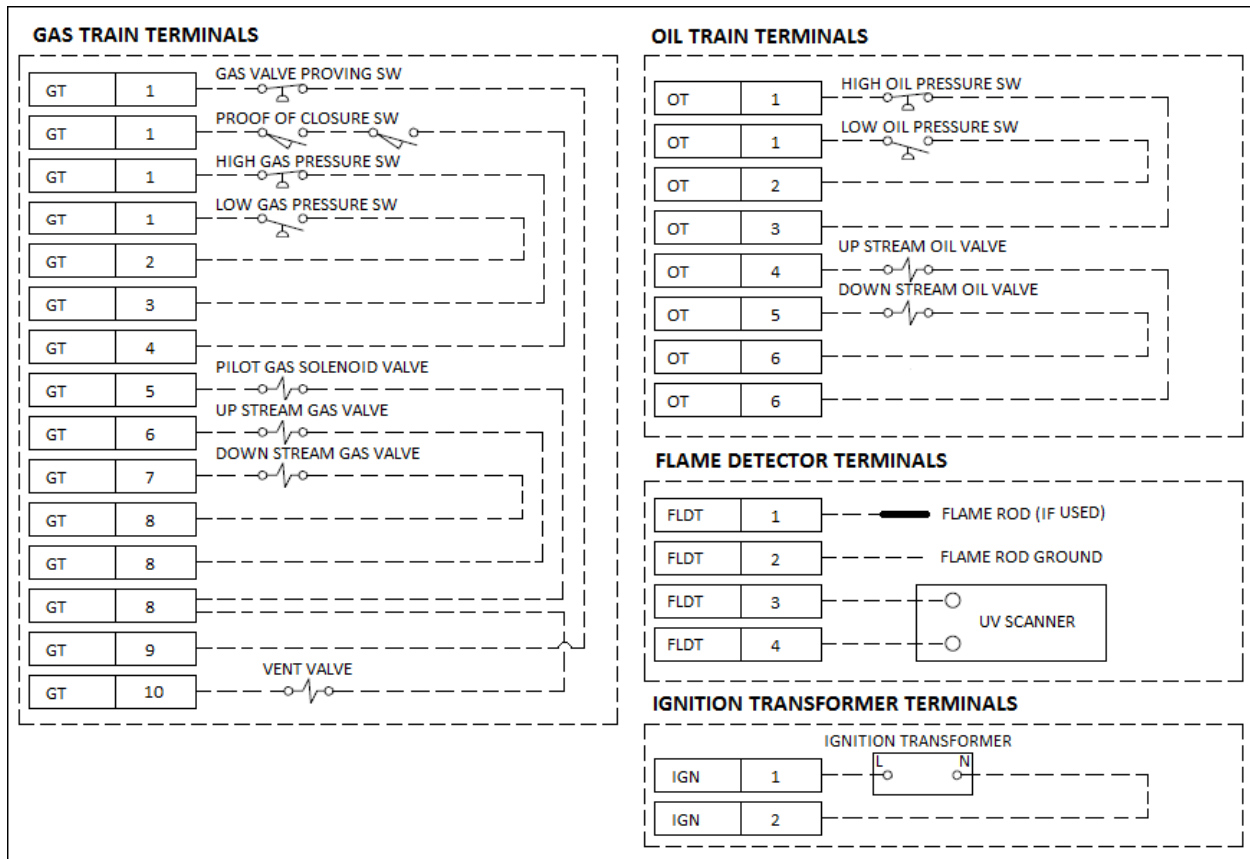 GAS TRAIN TERMINALS
GT 1 GAS VALVE PROVING SW
GT 1 PROOF OF CLOSURE SW
GT 1 HIGH GAS PRESSURE SW
GT 1 LOW GAS PRESSURE SW
GT 2
GT 3
GT 4
GT 5 PILOT GAS SOLENOID VALVE
GT 6 UP STREAM GAS VALVE
GT 7 DOWN STREAM GAS VALVE
GT 8
GT 8
GT 8
GT 9
GT 10 VENT VALVE
OIL TRAIN TERMINALS
OT 1 HIGH OIL PRESSURE SW
OT 1 LOW OIL PRESSURE SW
OT 2
OT 3
OT 4 UP STREAM OIL VALVE
OT 5 DOWN STREAM OIL VALVE
OT 6
OT 6
FLAME DETECTOR TERMINALS
FLDT 1 FLAME ROD (IF USED)
FLDT 2 FLAME ROD GROUND
FLDT 3
UV SCANNER
FLDT 4
IGNITION TRANSFORMER TERMINALS
IGNITION TRANSFORMER
IGN 1 L N
IGN 2